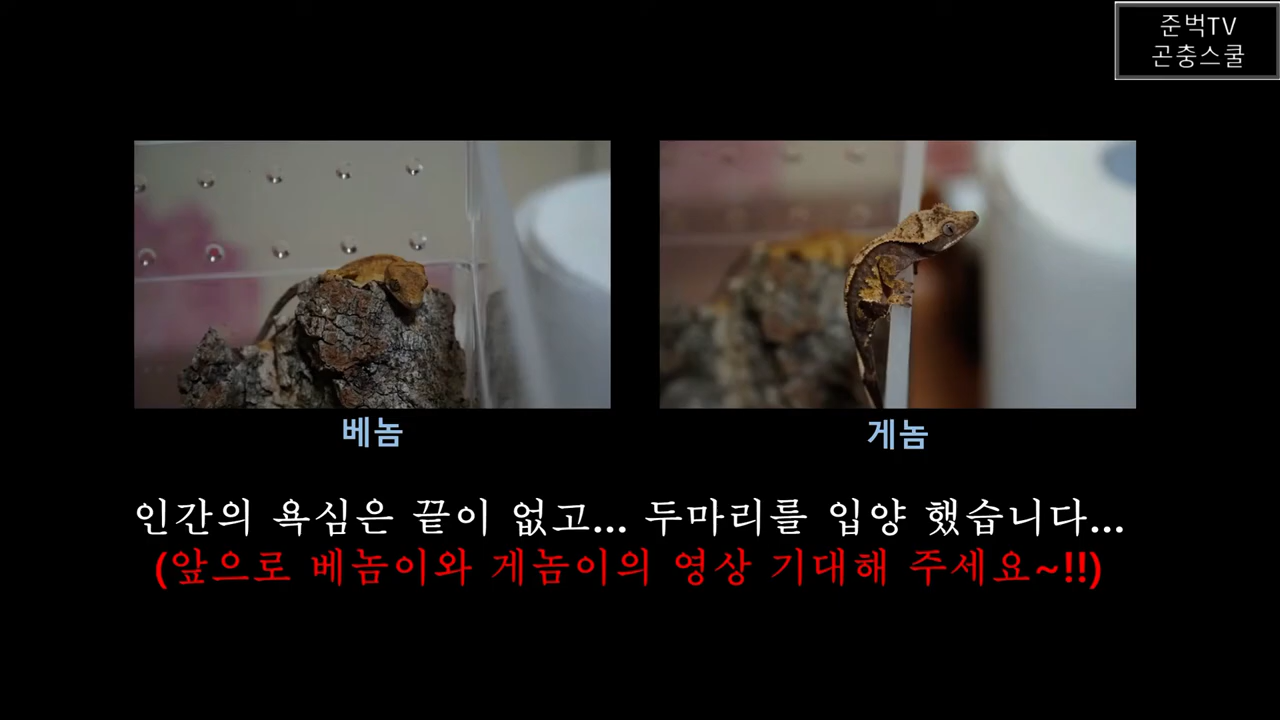 준벅TV
곤충스쿨
베놈
게놈
인간의 욕심은 끝이 없고... 두마리를 입양 했습니다...
(앞으로 베놈이와 게놈이의 영상 기대해 주세요~!!)